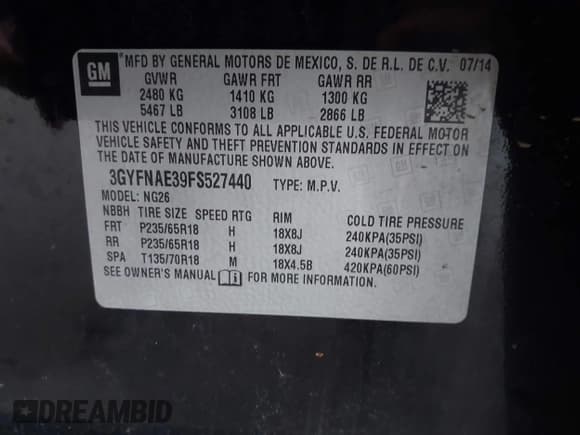 GM
MFD BY GENERAL MOTORS DE MEXICO, S. DE R.L. DE C.V. 07/14
GVWR GAWR FRT GAWR RR
2480 KG 1410 KG 1300 KG
5467 LB 3108 LB 2866 LB
THIS VEHICLE CONFORMS TO ALL APPLICABLE U.S. FEDERAL MOTOR
VEHICLE SAFETY AND THEFT PREVENTION STANDARDS IN EFFECT ON
THE DATE OF MANUFACTURE SHOWN ABOVE.
3GYFNAE39FS527440 TYPE: M.P.V.
MODEL: NG26
NBBH TIRE SIZE SPEED RTG RIM COLD TIRE PRESSURE
FRT P235/65R18 H 18X8J 240KPA(35PSI)
RR P235/65R18 H 18X8J 240KPA(35PSI)
SPA T135/70R18 M 18X4.5B 420KPA(60PSI)
SEE OWNER'S MANUAL FOR MORE INFORMATION.
DREAMBID